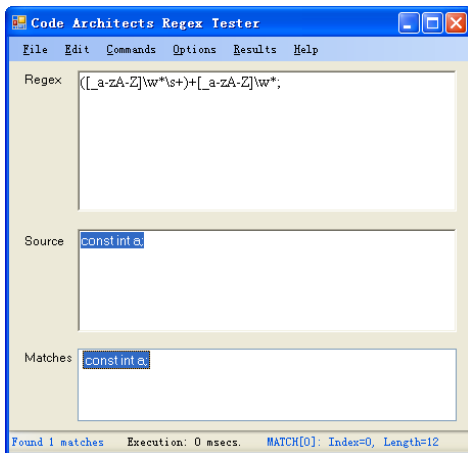 Code Architects Regex Tester
File Edit Commands Options Results Help
Regex ([_a-zA-Z]\w*\s+)+[_a-zA-Z]\w*;
Source const int a;
Matches const int a;
Found 1 matches Execution: 0 msecs. MATCH[0]: Index=0, Length=12